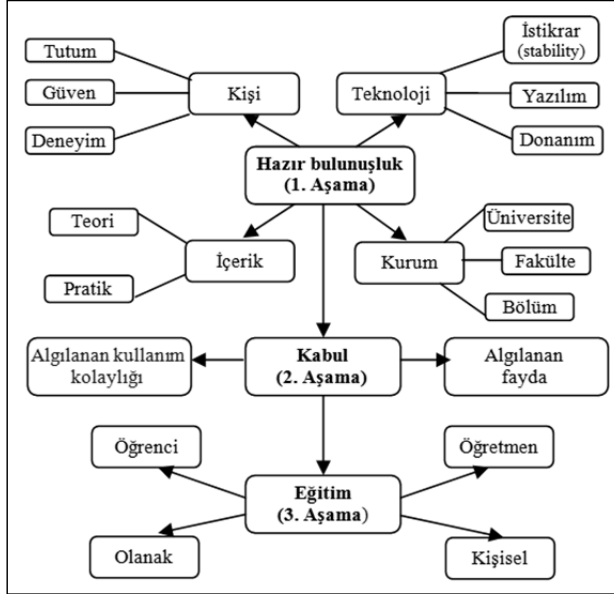 Tutum
Güven
Deneyim
Kişi
Teknoloji
İstikrar
(stability)
Yazılım
Donanım
Hazır bulunuşluk
(1. Aşama)
Teori
Pratik
İçerik
Kurum
Üniversite
Fakülte
Bölüm
Algılanan kullanım
kolaylığı
Kabul
(2. Aşama)
Algılanan
fayda
Öğrenci
Öğretmen
Eğitim
(3. Aşama)
Olanak
Kişisel